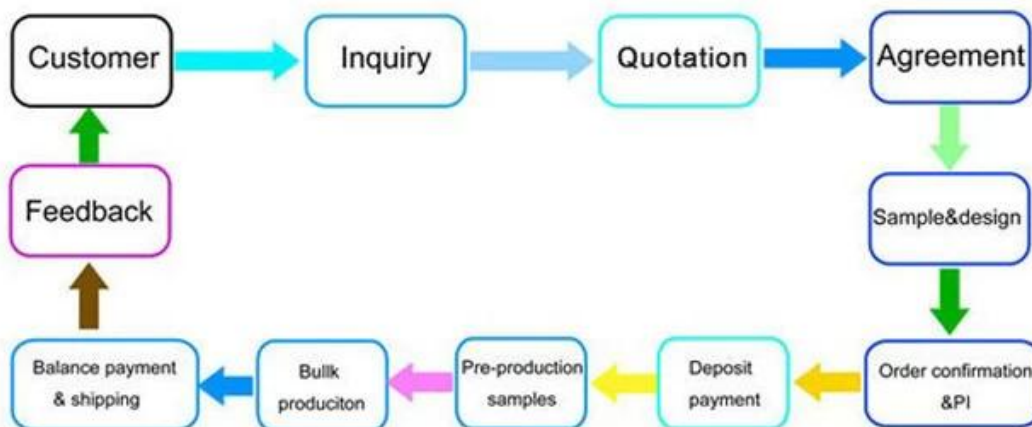 Customer
Inquiry
Quotation
Agreement
Sample&design
Order confirmation
&PI
Deposit
payment
Pre-production
samples
Bullk
produciton
Balance payment
& shipping
Feedback